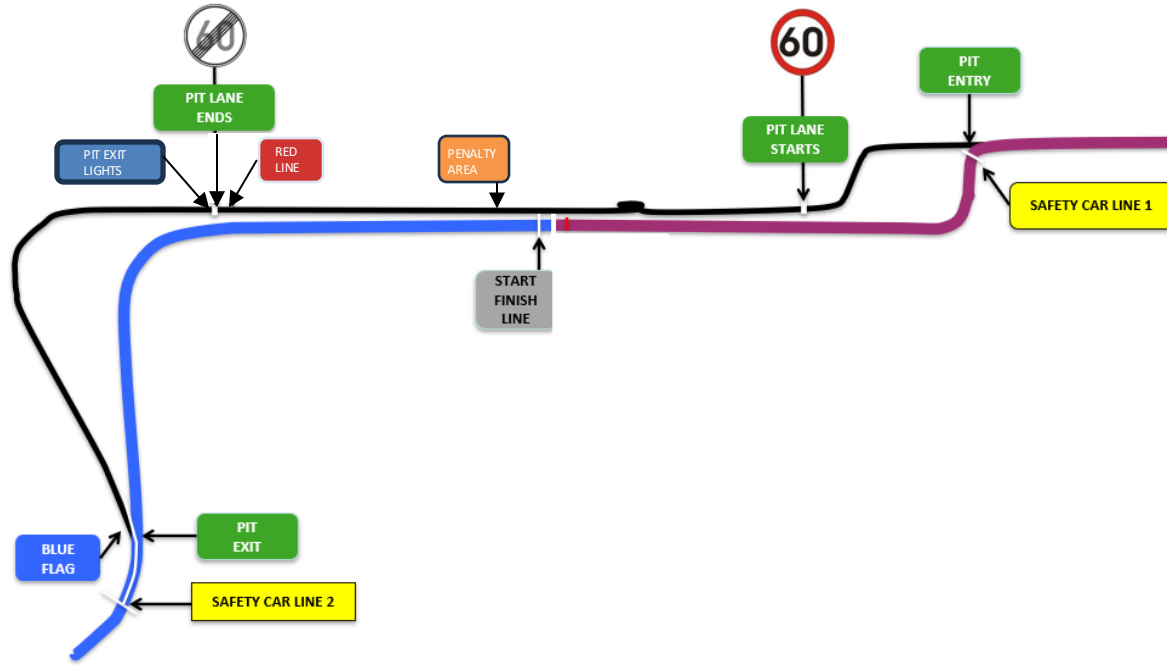 60
60
PIT
ENTRY
PIT LANE
ENDS
PIT LANE
STARTS
PIT EXIT
LIGHTS
RED
LINE
PENALTY
AREA
SAFETY CAR LINE 1
START
FINISH
LINE
BLUE
FLAG
PIT
EXIT
SAFETY CAR LINE 2